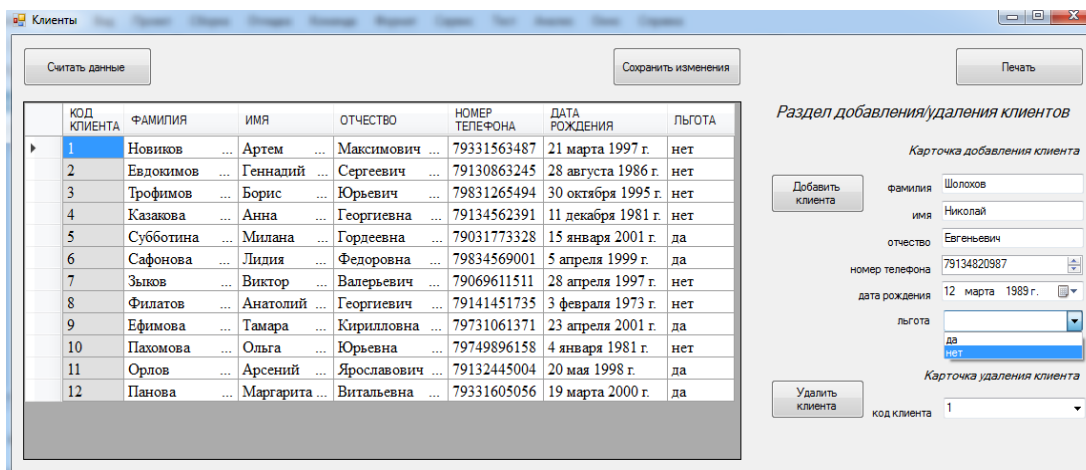 Клиенты
Считать данные
Сохранить изменения
Печать
КОД КЛИЕНТА ФАМИЛИЯ ИМЯ ОТЧЕСТВО НОМЕР ТЕЛЕФОНА ДАТА РОЖДЕНИЯ ЛЬГОТА
1 Новиков ... Артем ... Максимович ... 79331563487 21 марта 1997 г. нет
2 Евдокимов ... Геннадий ... Сергеевич ... 79130863245 28 августа 1986 г. нет
3 Трофимов ... Борис ... Юрьевич ... 79831265494 30 октября 1995 г. нет
4 Казакова ... Анна ... Георгиевна ... 79134562391 11 декабря 1981 г. нет
5 Субботина ... Милана ... Гордеевна ... 79031773328 15 января 2001 г. да
6 Сафонова ... Лидия ... Федоровна ... 79834569001 5 апреля 1999 г. да
7 Зыков ... Виктор ... Валерьевич ... 79069611511 28 апреля 1997 г. нет
8 Филатов ... Анатолий ... Георгиевич ... 79141451735 3 февраля 1973 г. нет
9 Ефимова ... Тамара ... Кирилловна ... 79731061371 23 апреля 2001 г. да
10 Пахомова ... Ольга ... Юрьевна ... 79749896158 4 января 1981 г. нет
11 Орлов ... Арсений ... Ярославович ... 79132445004 20 мая 1998 г. да
12 Панова ... Маргарита ... Витальевна ... 79331605056 19 марта 2000 г. да
Раздел добавления/удаления клиентов
Карточка добавления клиента
Добавить клиента
фамилия Шолохов
имя Николай
отчество Евгеньевич
номер телефона 79134820987
дата рождения 12 марта 1989 г.
льгота
да
нет
Карточка удаления клиента
Удалить клиента
код клиента 1